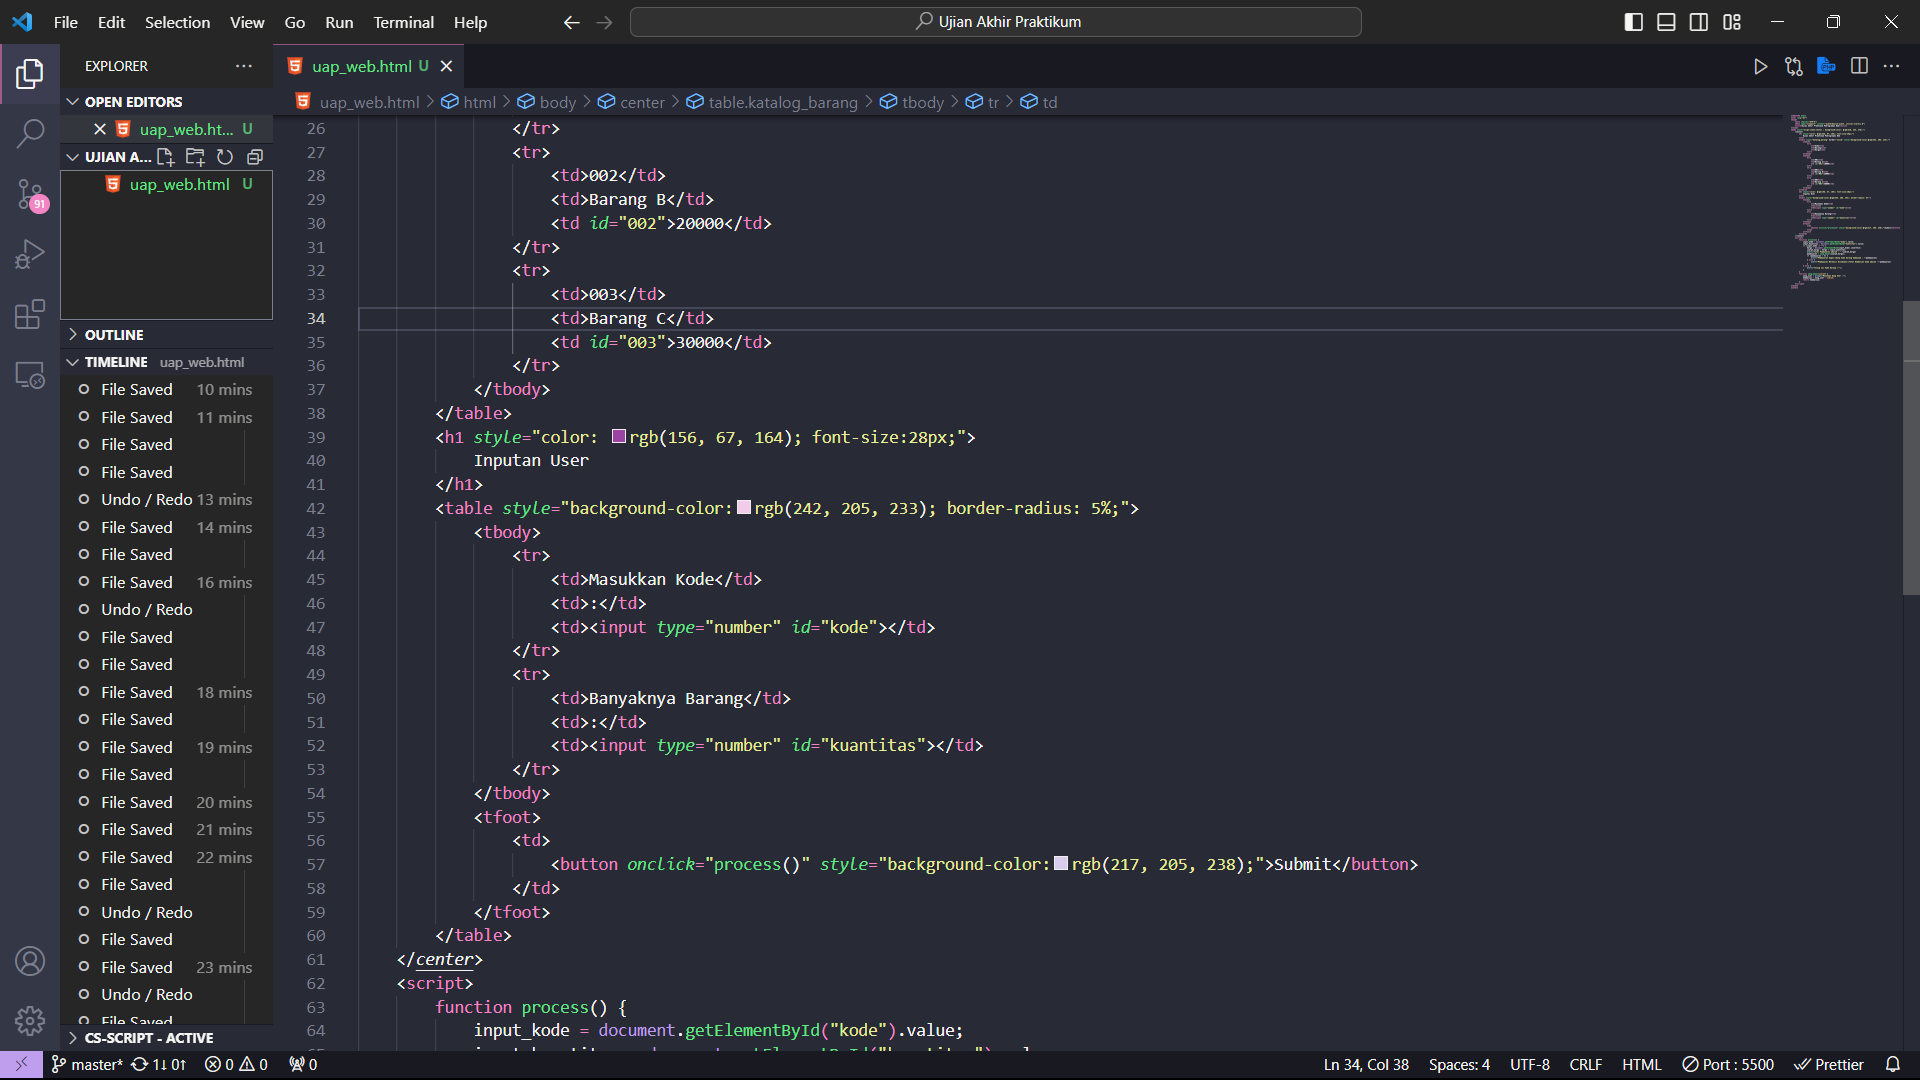 File Edit Selection View Go Run Terminal Help
Ujian Akhir Praktikum
EXPLORER
OPEN EDITORS
uap_web.ht... U
UJIAN A...
uap_web.html U
OUTLINE
TIMELINE uap_web.html
File Saved 10 mins
File Saved 11 mins
File Saved
File Saved
Undo / Redo 13 mins
File Saved 14 mins
File Saved
File Saved 16 mins
Undo / Redo
File Saved
File Saved
File Saved 18 mins
File Saved
File Saved 19 mins
File Saved
File Saved 20 mins
File Saved 21 mins
File Saved 22 mins
File Saved
Undo / Redo
File Saved
File Saved 23 mins
Undo / Redo
File Saved
CS-SCRIPT - ACTIVE
91
uap_web.html U
uap_web.html > html > body > center > table.katalog_barang > tbody > tr > td
26 </tr>
27 <tr>
28 <td>002</td>
29 <td>Barang B</td>
30 <td id="002">20000</td>
31 </tr>
32 <tr>
33 <td>003</td>
34 <td>Barang C</td>
35 <td id="003">30000</td>
36 </tr>
37 </tbody>
38 </table>
39 <h1 style="color: rgb(156, 67, 164); font-size:28px;">
40 Inputan User
41 </h1>
42 <table style="background-color:rgb(242, 205, 233); border-radius: 5%;">
43 <tbody>
44 <tr>
45 <td>Masukkan Kode</td>
46 <td>:</td>
47 <td><input type="number" id="kode"></td>
48 </tr>
49 <tr>
50 <td>Banyaknya Barang</td>
51 <td>:</td>
52 <td><input type="number" id="kuantitas"></td>
53 </tr>
54 </tbody>
55 <tfoot>
56 <td>
57 <button onclick="process()" style="background-color:rgb(217, 205, 238);">Submit</button>
58 </td>
59 </tfoot>
60 </table>
61 </center>
62 <script>
63 function process() {
64 input_kode = document.getElementById("kode").value;
master* 1↓ 0↑ 0 0 0
Ln 34, Col 38 Spaces: 4 UTF-8 CRLF HTML Port : 5500 Prettier